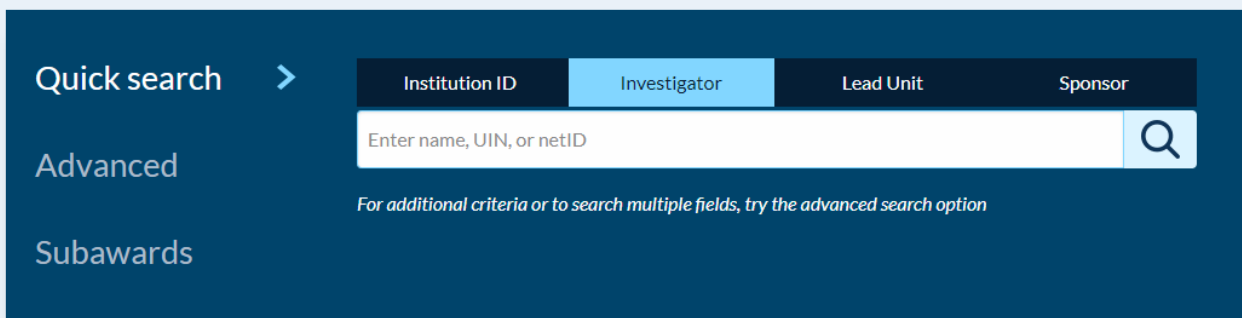 Quick search
Institution ID Investigator Lead Unit Sponsor
Enter name, UIN, or netID
Advanced
For additional criteria or to search multiple fields, try the advanced search option
Subawards